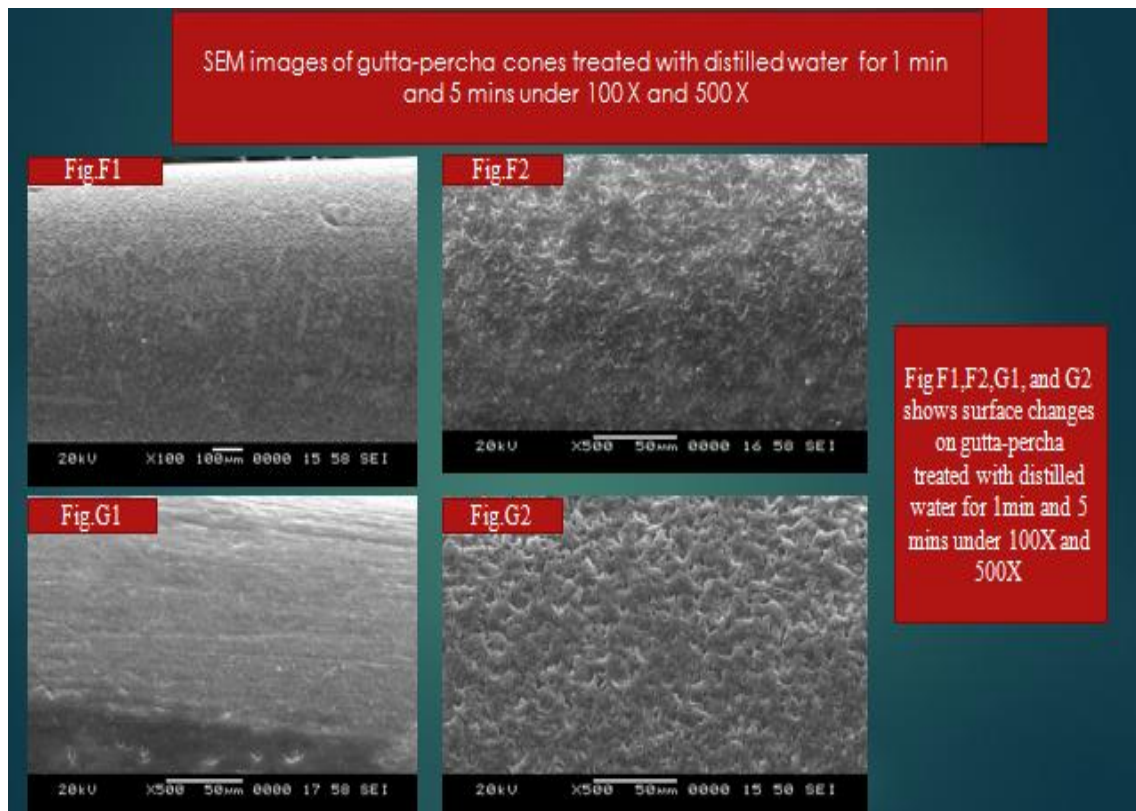 SEM images of gutta-percha cones treated with distilled water for 1 min
and 5 mins under 100 X and 500 X
Fig.F1
Fig.F2
20kV X100 100μm 0000 15 58 SEI
X500 50μm 0000 16 58 SEI
Fig F1,F2,G1, and G2
shows surface changes
on gutta-percha
treated with distilled
water for 1min and 5
mins under 100X and
500X
Fig.G1
Fig.G2
20kV X500 50μm 0000 17 58 SEI
20kV X500 50μm 0000 15 50 SEI